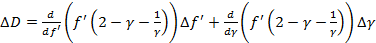 ΔD = d/df′ (f′ (2 − γ − 1/γ)) Δf′ + d/dγ (f′ (2 − γ − 1/γ)) Δγ